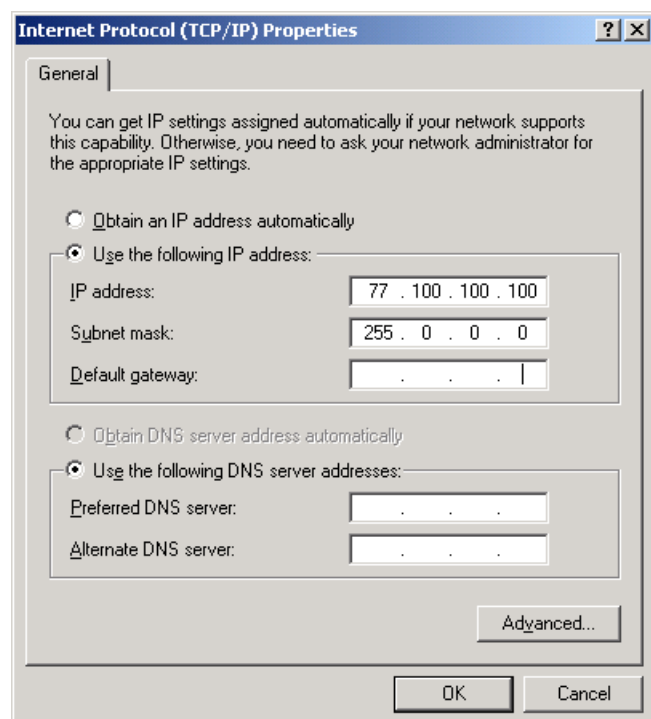 Internet Protocol (TCP/IP) Properties
General
You can get IP settings assigned automatically if your network supports
this capability. Otherwise, you need to ask your network administrator for
the appropriate IP settings.
Obtain an IP address automatically
Use the following IP address:
IP address: 77 . 100 . 100 . 100
Subnet mask: 255 . 0 . 0 . 0
Default gateway: . . .
Obtain DNS server address automatically
Use the following DNS server addresses:
Preferred DNS server: . . .
Alternate DNS server: . . .
Advanced...
OK Cancel